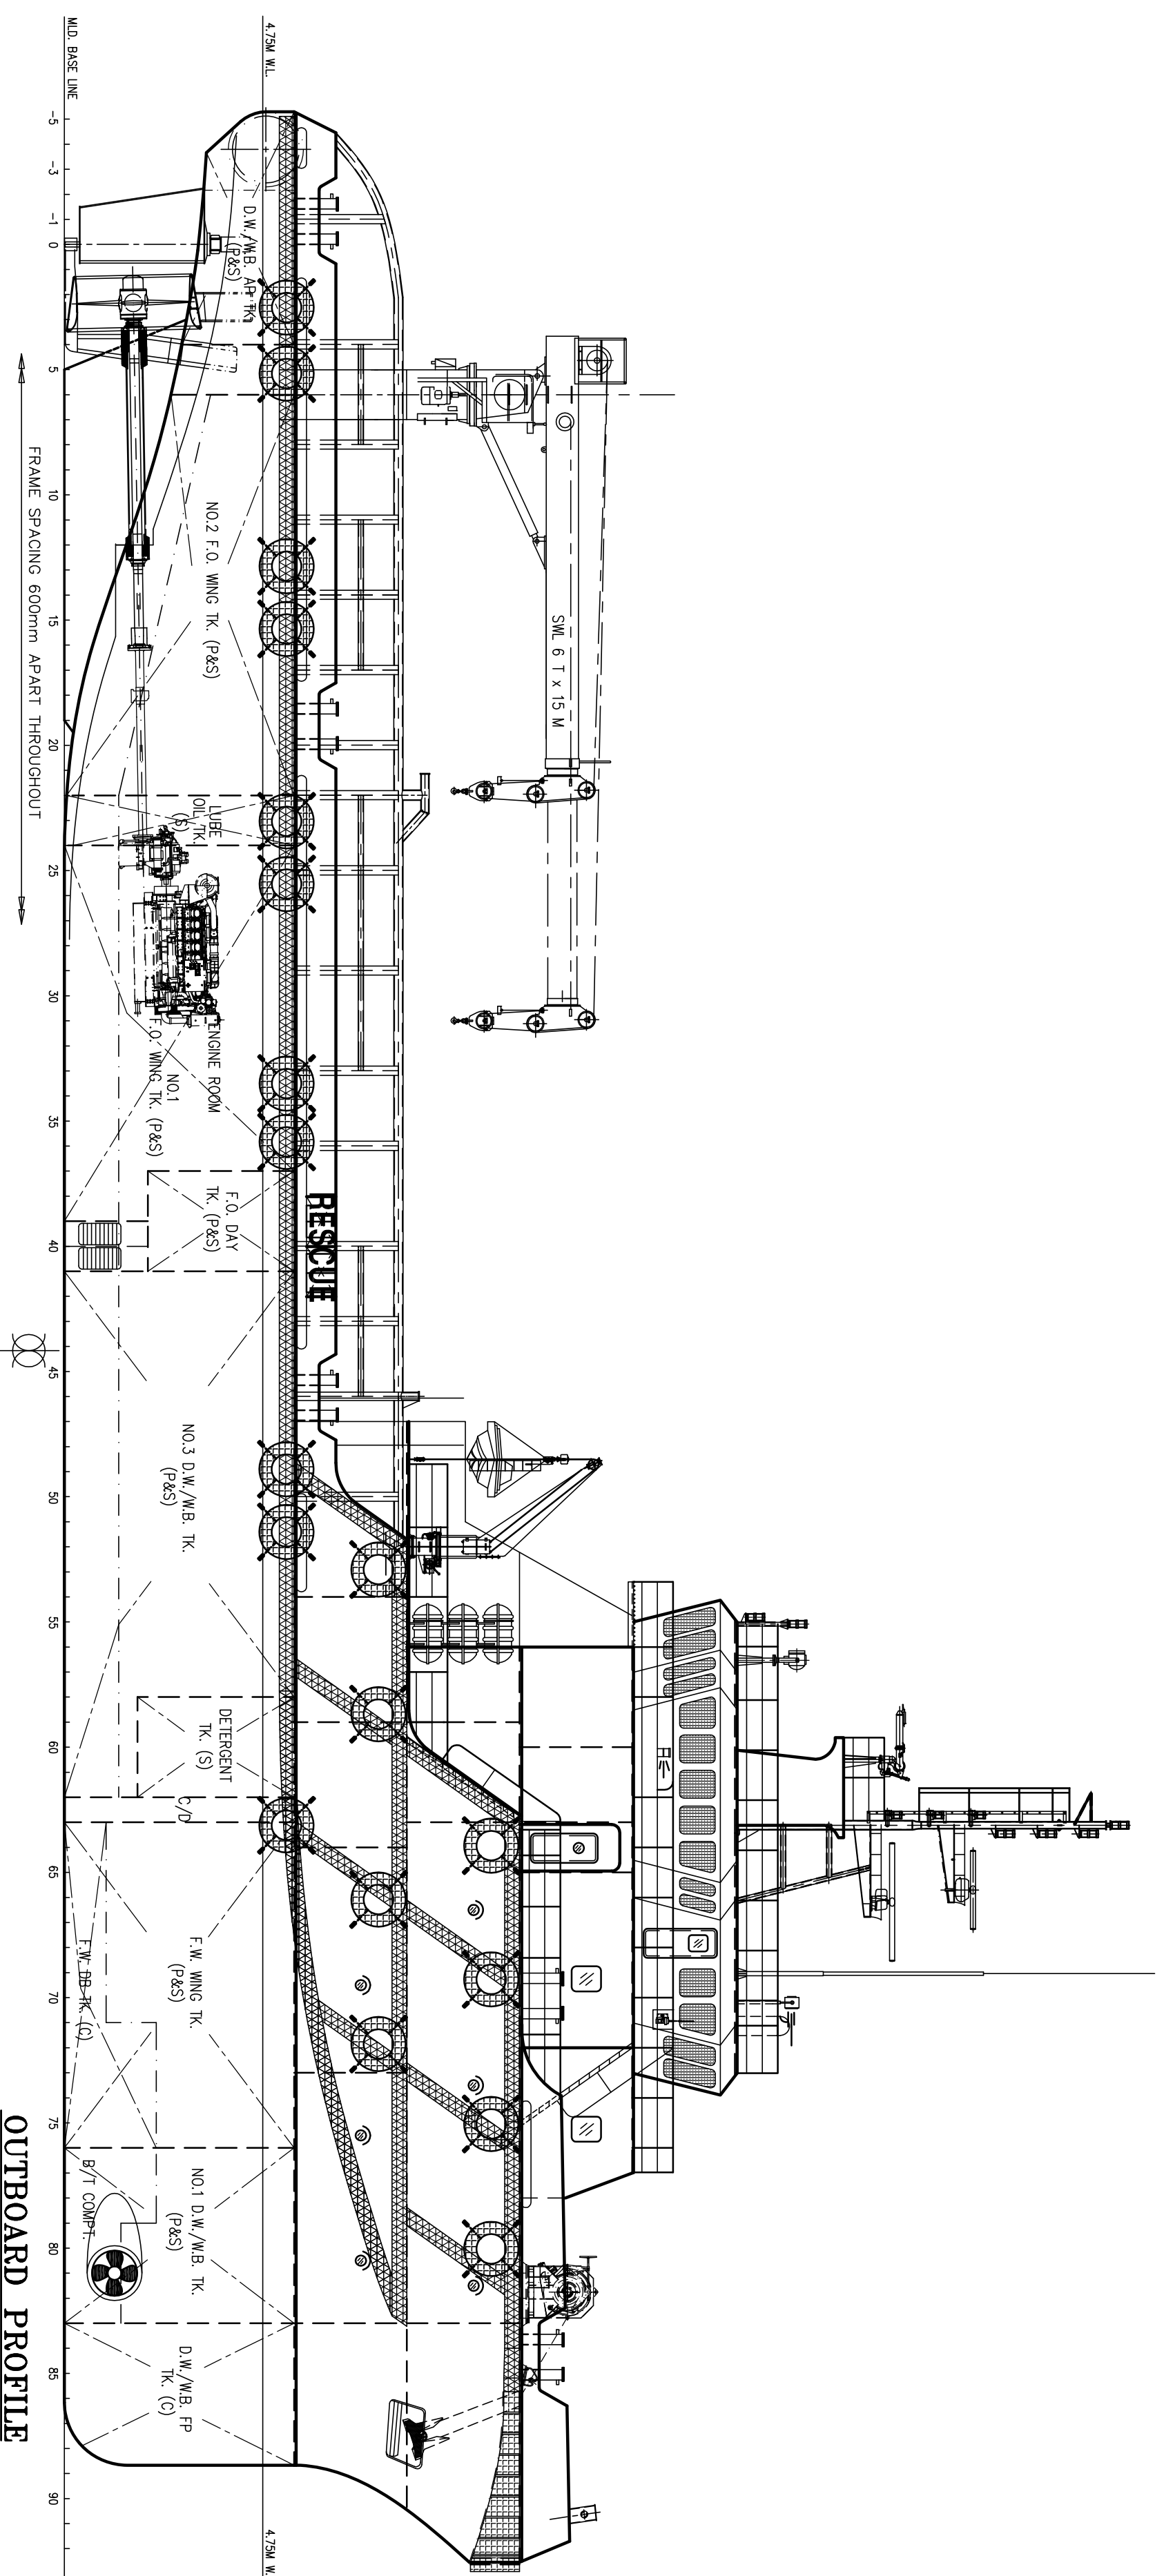 SWL 6 T x 15 M
RESCUE
4.75M W.L.
4.75M W.
MLD. BASE LINE
D.W./W.B. AP TK.
(P&S)
NO.2 F.O. WING TK. (P&S)
LUBE
OIL TK.
(S)
ENGINE ROOM
NO.1
F.O. WING TK. (P&S)
F.O. DAY
TK. (P&S)
NO.3 D.W./W.B. TK.
(P&S)
DETERGENT
TK. (S)
C/D
F.W. WING TK.
(P&S)
F.W. DB TK. (C)
NO.1 D.W./W.B. TK.
(P&S)
B/T COMPT.
D.W./W.B. FP
TK. (C)
-5 -3 -1 0 5 10 15 20 25 30 35 40 45 50 55 60 65 70 75 80 85 90
FRAME SPACING 600mm APART THROUGHOUT
OUTBOARD PROFILE